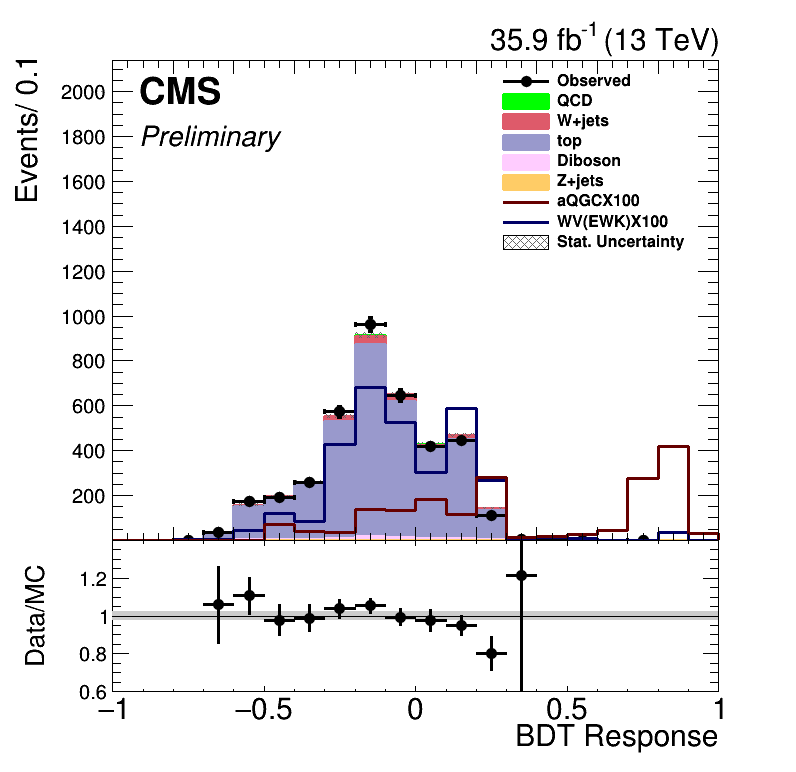 35.9 fb⁻¹ (13 TeV)
Events/ 0.1
CMS
Preliminary
Observed
QCD
W+jets
top
Diboson
Z+jets
aQGCX100
WV(EWK)X100
Stat. Uncertainty
2000
1800
1600
1400
1200
1000
800
600
400
200
Data/MC
1.2
1
0.8
0.6
−1 −0.5 0 0.5 1
BDT Response